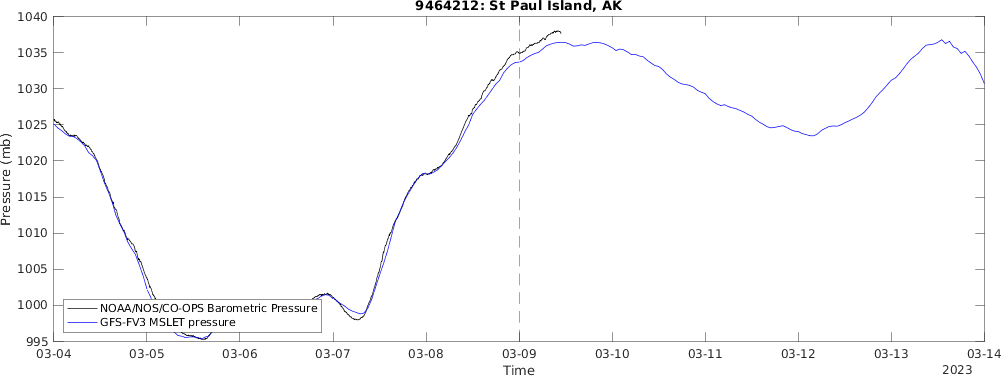 9464212: St Paul Island, AK
Pressure (mb)
1040
1035
1030
1025
1020
1015
1010
1005
1000
995
NOAA/NOS/CO-OPS Barometric Pressure
GFS-FV3 MSLET pressure
03-04 03-05 03-06 03-07 03-08 03-09 03-10 03-11 03-12 03-13 03-14
Time
2023